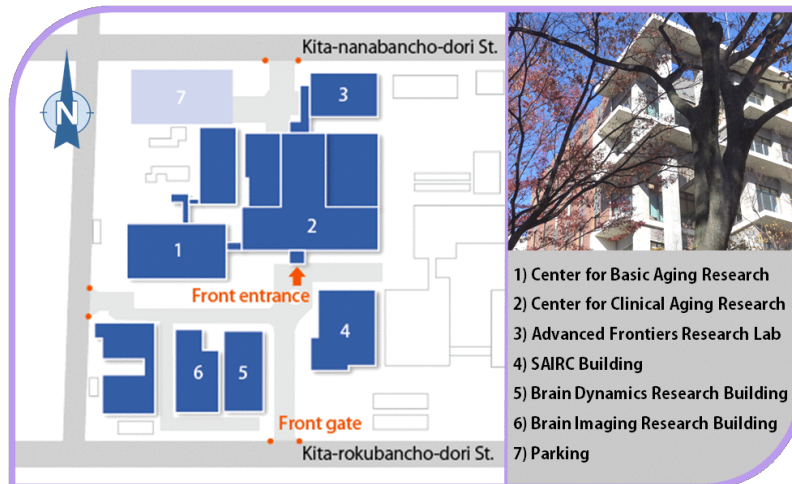 Kita-nanabancho-dori St.
7
3
N
2
1
Front entrance
4
6
5
Front gate
Kita-rokubancho-dori St.
1) Center for Basic Aging Research
2) Center for Clinical Aging Research
3) Advanced Frontiers Research Lab
4) SAIRC Building
5) Brain Dynamics Research Building
6) Brain Imaging Research Building
7) Parking